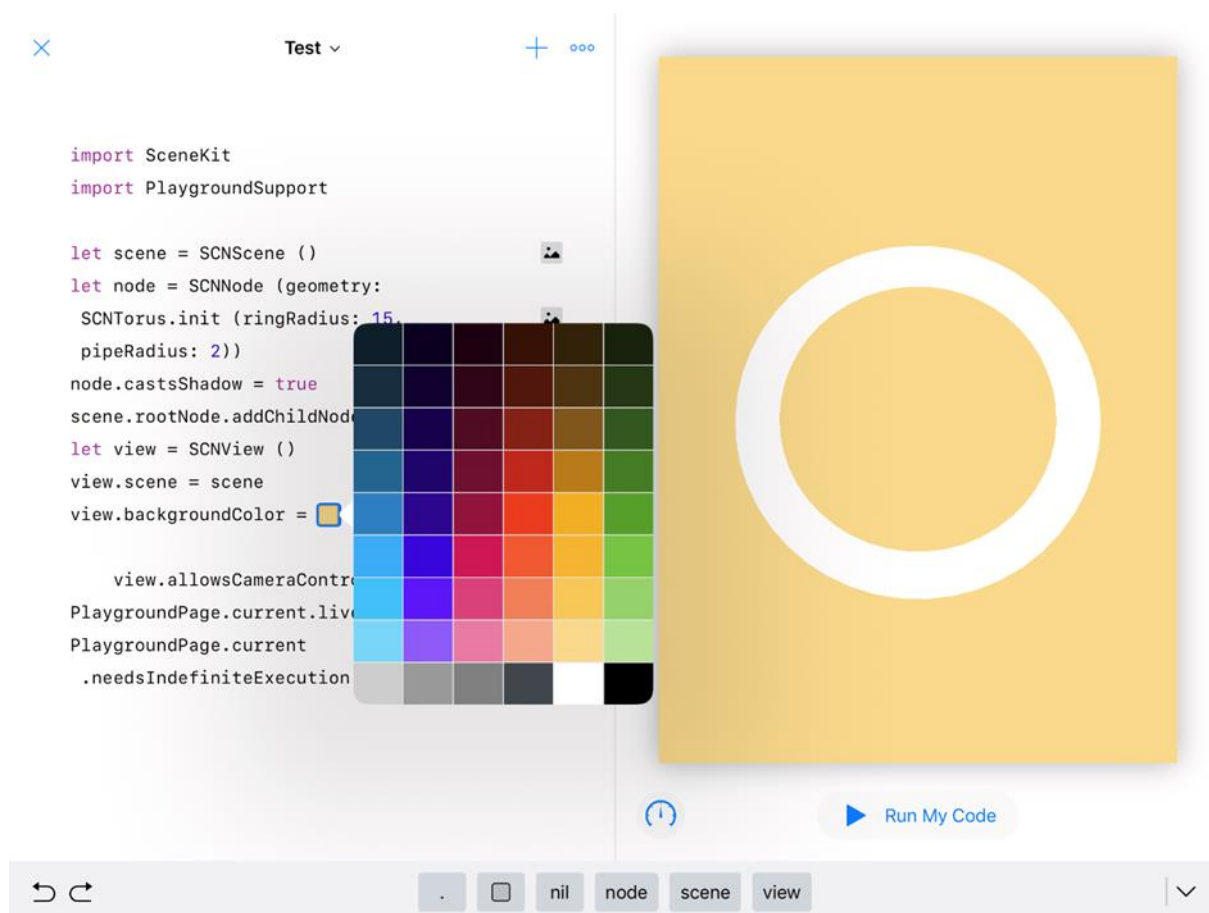 Test
import SceneKit
import PlaygroundSupport
let scene = SCNScene ()
let node = SCNNode (geometry:
SCNTorus.init (ringRadius: 15,
pipeRadius: 2))
node.castsShadow = true
scene.rootNode.addChildNode
let view = SCNView ()
view.scene = scene
view.backgroundColor =
view.allowsCameraContro
PlaygroundPage.current.live
PlaygroundPage.current
.needsIndefiniteExecution
Run My Code
. nil node scene view